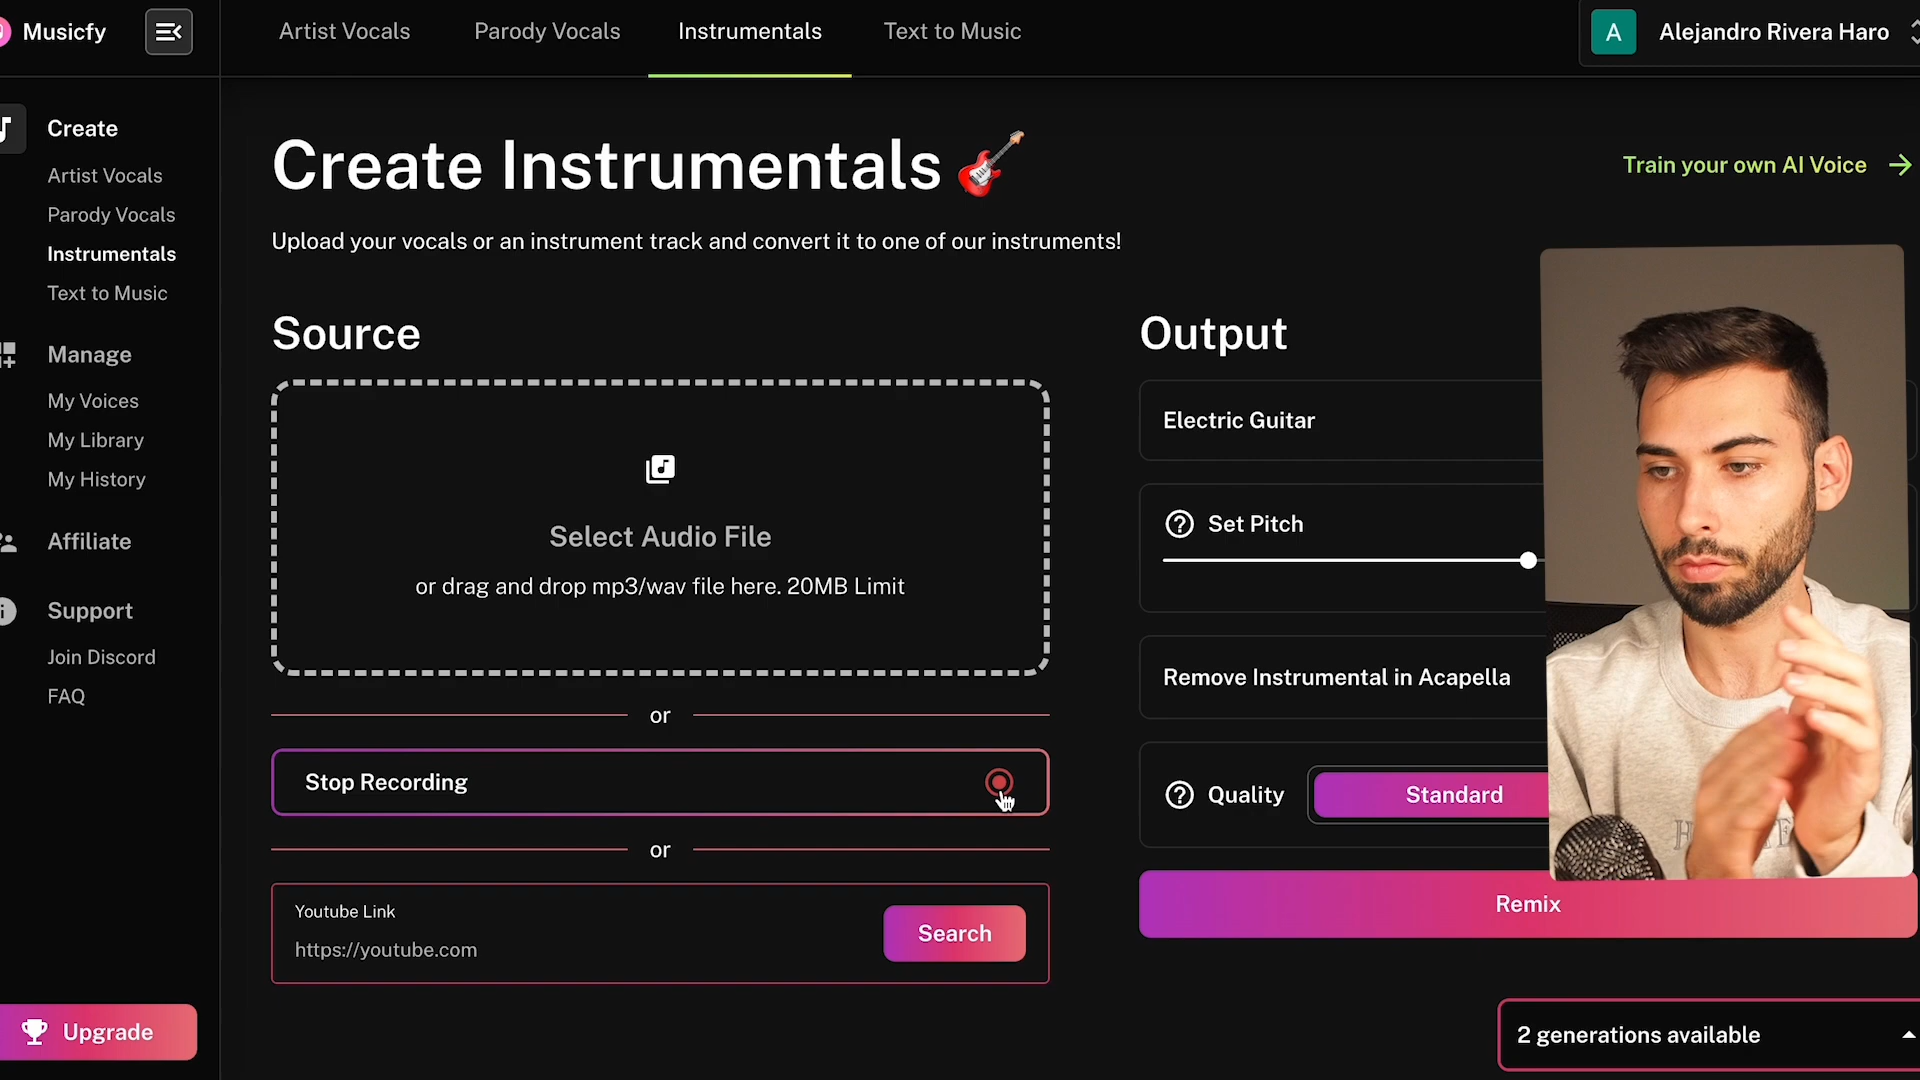 Musicfy
Artist Vocals
Parody Vocals
Instrumentals
Text to Music
A
Alejandro Rivera Haro
Create
Artist Vocals
Parody Vocals
Instrumentals
Text to Music
Manage
My Voices
My Library
My History
Affiliate
Support
Join Discord
FAQ
Upgrade
Create Instrumentals
Train your own AI Voice
Upload your vocals or an instrument track and convert it to one of our instruments!
Source
Select Audio File
or drag and drop mp3/wav file here. 20MB Limit
or
Stop Recording
or
Youtube Link
https://youtube.com
Search
Output
Electric Guitar
Set Pitch
Remove Instrumental in Acapella
Quality
Standard
Remix
2 generations available